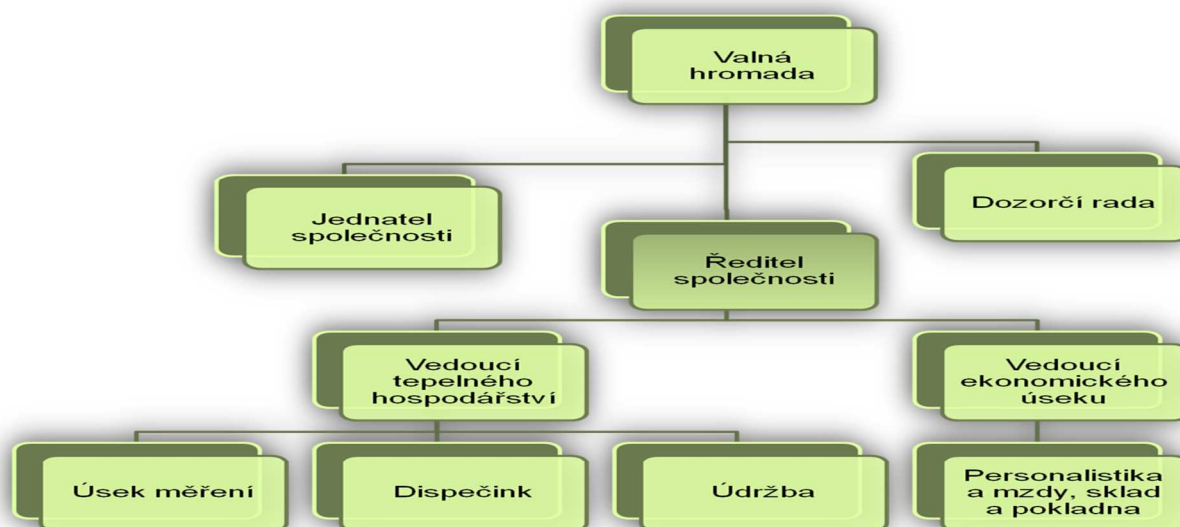 Valná
hromada
Jednatel
společnosti
Dozorčí rada
Ředitel
společnosti
Vedoucí
tepelného
hospodářství
Vedoucí
ekonomického
úseku
Úsek měření
Dispečink
Údržba
Personalistika
a mzdy, sklad
a pokladna